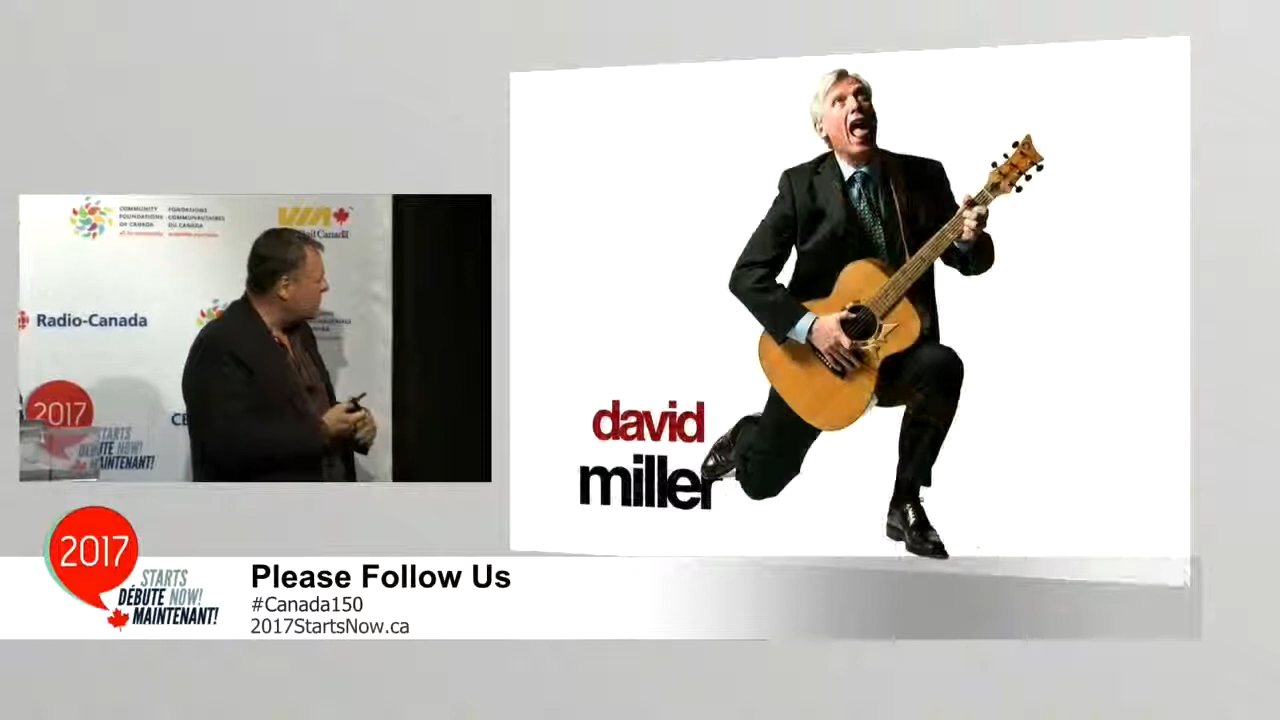 COMMUNITY
FOUNDATIONS
OF CANADA
FONDATIONS
COMMUNAUTAIRES
DU CANADA
VIA
Rail Canada
Radio-Canada
2017
STARTS
DÉBUTE NOW!
MAINTENANT!
david
miller
2017
STARTS
DÉBUTE NOW!
MAINTENANT!
Please Follow Us
#Canada150
2017StartsNow.ca